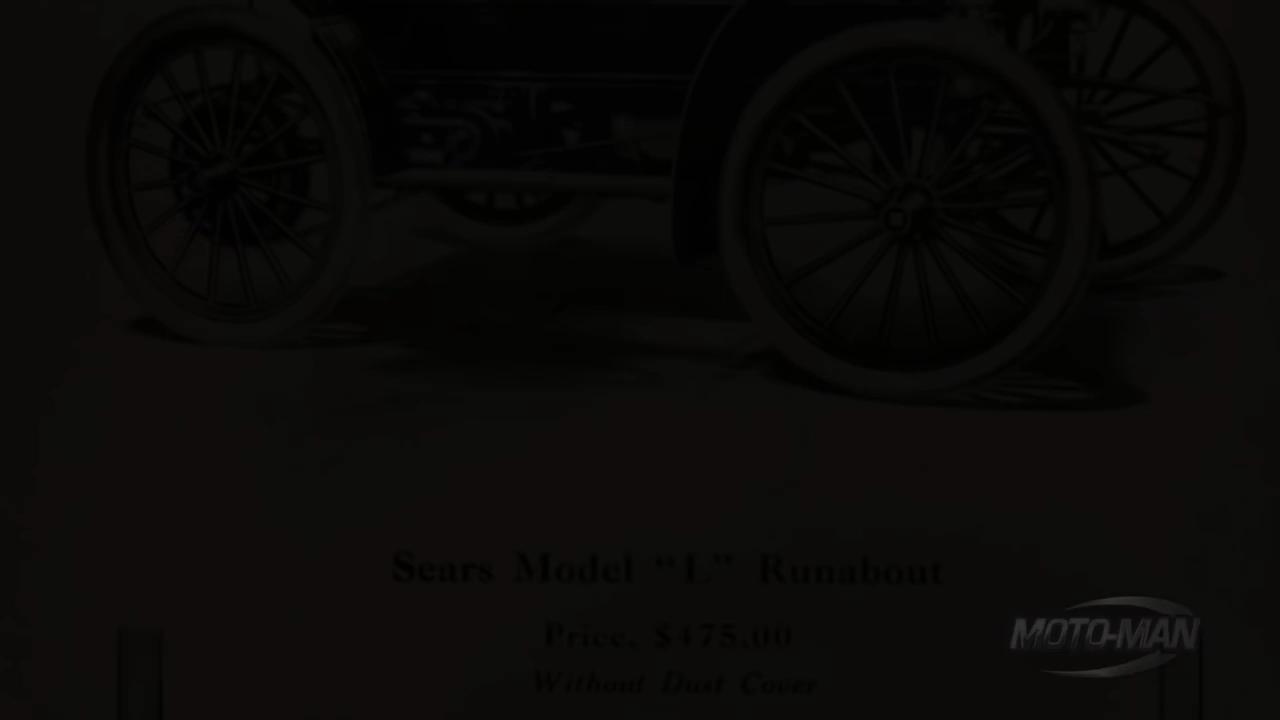 Sears Model “L” Runabout
Price, $475.00
Without Dust Cover
MOTO-MAN